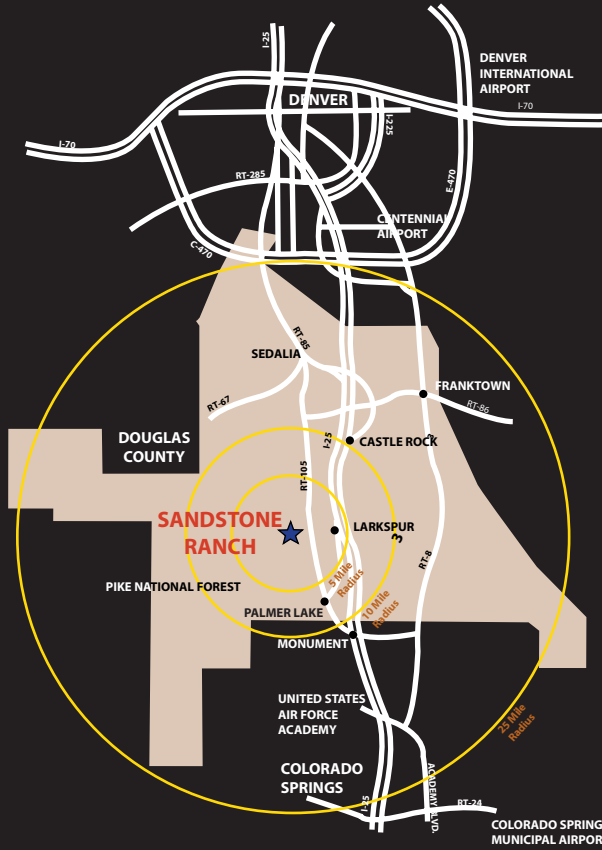 I-25
DENVER
INTERNATIONAL
AIRPORT
DENVER
I-70
I-225
I-70
RT-285
E-470
CENTENNIAL
AIRPORT
C-470
RT-85
SEDALIA
FRANKTOWN
RT-67
RT-86
DOUGLAS
COUNTY
I-25
CASTLE ROCK
RT-105
SANDSTONE
RANCH
LARKSPUR
3
RT-8
5 Mile
Radius
PIKE NATIONAL FOREST
10 Mile
Radius
PALMER LAKE
MONUMENT
UNITED STATES
AIR FORCE
ACADEMY
25 Mile
Radius
COLORADO
SPRINGS
I-25
ACADEMY BLVD.
RT-24
COLORADO SPRING
MUNICIPAL AIRPOR